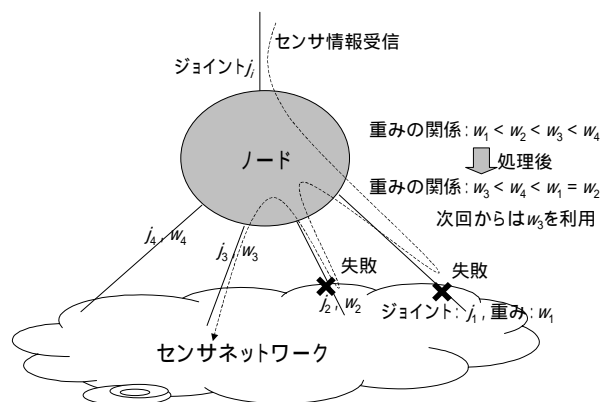 センサ情報受信
ジョイントji
重みの関係：w1 < w2 < w3 < w4
処理後
重みの関係：w3 < w4 < w1 = w2
次回からはw3を利用
ノード
j4, w4
j3, w3
失敗
j2, w2
失敗
ジョイント：j1, 重み：w1
センサネットワーク